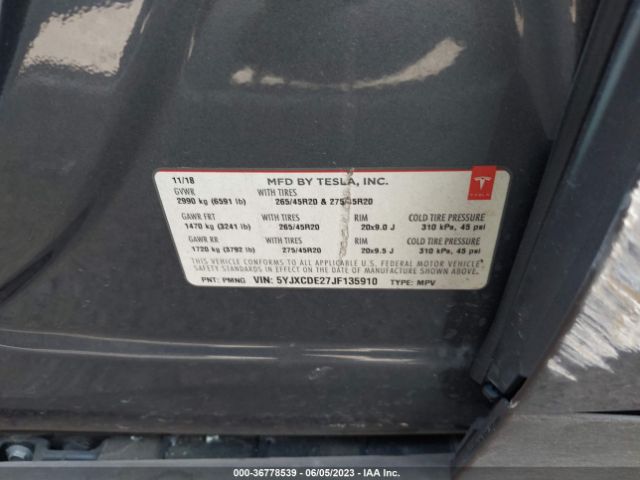 11/18 MFD BY TESLA, INC.
GVWR WITH TIRES
2990 kg (6591 lb) 265/45R20 & 275/45R20
GAWR FRT WITH TIRES RIM COLD TIRE PRESSURE
1470 kg (3241 lb) 265/45R20 20x9.0 J 310 kPa, 45 psi
GAWR RR WITH TIRES RIM COLD TIRE PRESSURE
1720 kg (3792 lb) 275/45R20 20x9.5 J 310 kPa, 45 psi
THIS VEHICLE CONFORMS TO ALL APPLICABLE U.S. FEDERAL MOTOR VEHICLE
SAFETY STANDARDS IN EFFECT ON THE DATE OF MANUFACTURE SHOWN ABOVE.
PNT: PMNG VIN: 5YJXCDE27JF135910 TYPE: MPV
TESLA
000-36778539 - 06/05/2023 - IAA Inc.